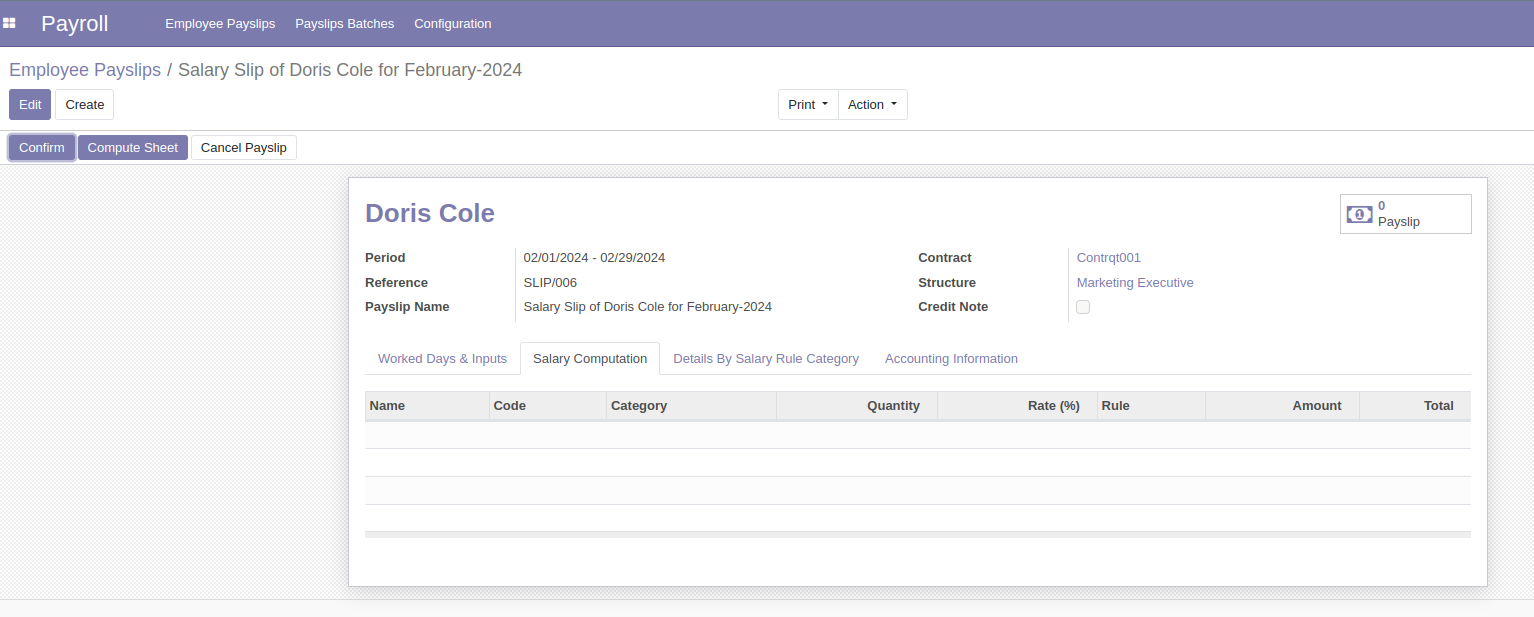 Payroll Employee Payslips Payslips Batches Configuration
Employee Payslips / Salary Slip of Doris Cole for February-2024
Edit Create Print Action
Confirm Compute Sheet Cancel Payslip
Doris Cole
0
Payslip
Period 02/01/2024 - 02/29/2024 Contract Contrqt001
Reference SLIP/006 Structure Marketing Executive
Payslip Name Salary Slip of Doris Cole for February-2024 Credit Note
Worked Days & Inputs Salary Computation Details By Salary Rule Category Accounting Information
Name Code Category Quantity Rate (%) Rule Amount Total